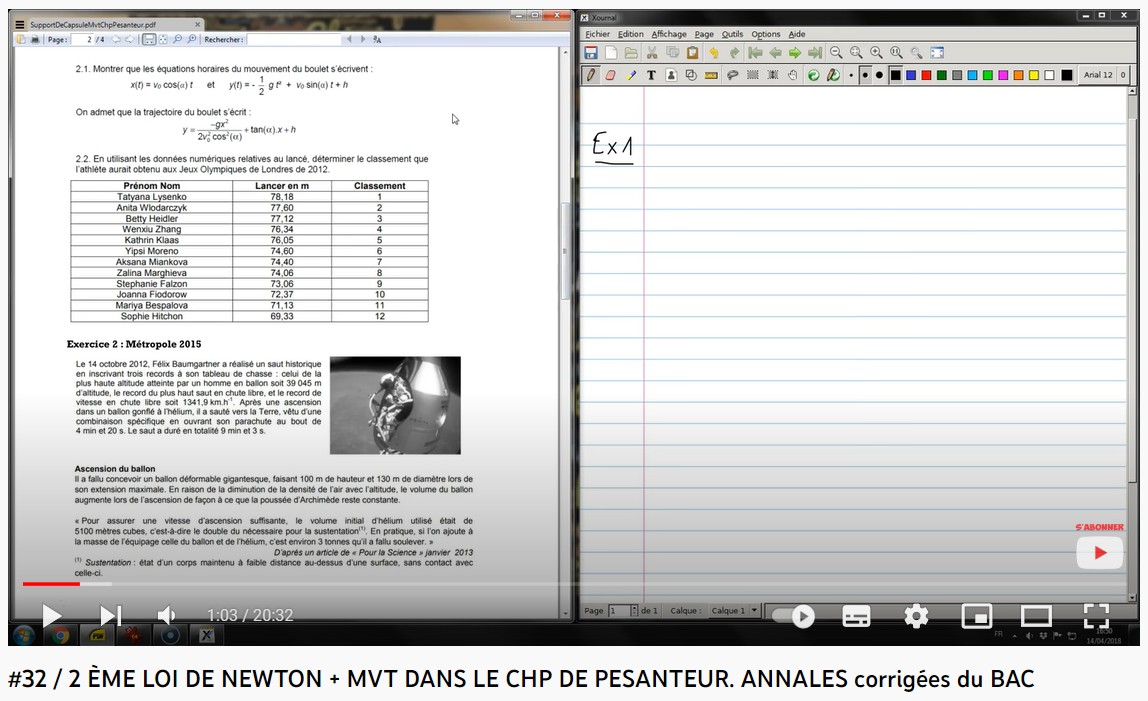 SupportDeCapsuleMvtChpPesanteur.pdf
Page : 2 / 4 Rechercher :
2.1. Montrer que les équations horaires du mouvement du boulet s'écrivent :
x(t) = v₀ cos(α) t et y(t) = - 1/2 g t² + v₀ sin(α) t + h
On admet que la trajectoire du boulet s'écrit :
y = -gx² / 2v₀² cos²(α) + tan(α).x + h
2.2. En utilisant les données numériques relatives au lancé, déterminer le classement que
l'athlète aurait obtenu aux Jeux Olympiques de Londres de 2012.
Prénom Nom Lancer en m Classement
Tatyana Lysenko 78,18 1
Anita Wlodarczyk 77,60 2
Betty Heidler 77,12 3
Wenxiu Zhang 76,34 4
Kathrin Klaas 76,05 5
Yipsi Moreno 74,60 6
Aksana Miankova 74,40 7
Zalina Marghieva 74,06 8
Stephanie Falzon 73,06 9
Joanna Fiodorow 72,37 10
Mariya Bespalova 71,13 11
Sophie Hitchon 69,33 12
Exercice 2 : Métropole 2015
Le 14 octobre 2012, Félix Baumgartner a réalisé un saut historique
en inscrivant trois records à son tableau de chasse : celui de la
plus haute altitude atteinte par un homme en ballon soit 39 045 m
d'altitude, le record du plus haut saut en chute libre, et le record de
vitesse en chute libre soit 1341,9 km.h⁻¹. Après une ascension
dans un ballon gonflé à l'hélium, il a sauté vers la Terre, vêtu d'une
combinaison spécifique en ouvrant son parachute au bout de
4 min et 20 s. Le saut a duré en totalité 9 min et 3 s.
Ascension du ballon
Il a fallu concevoir un ballon déformable gigantesque, faisant 100 m de hauteur et 130 m de diamètre lors de
son extension maximale. En raison de la diminution de la densité de l'air avec l'altitude, le volume du ballon
augmente lors de l'ascension de façon à ce que la poussée d'Archimède reste constante.
« Pour assurer une vitesse d'ascension suffisante, le volume initial d'hélium utilisé était de
5100 mètres cubes, c'est-à-dire le double du nécessaire pour la sustentation⁽¹⁾. En pratique, si l'on ajoute à
la masse de l'équipage celle du ballon et de l'hélium, c'est environ 3 tonnes qu'il a fallu soulever. »
D'après un article de « Pour la Science » janvier 2013
⁽¹⁾ Sustentation : état d'un corps maintenu à faible distance au-dessus d'une surface, sans contact avec
celle-ci.
Xournal
Fichier Edition Affichage Page Outils Options Aide
Arial 12
Ex 1
S'ABONNER
Page 1 de 1 Calque : Calque 1
1:03 / 20:32
FR 16:50
14/04/2018
#32 / 2 ÈME LOI DE NEWTON + MVT DANS LE CHP DE PESANTEUR. ANNALES corrigées du BAC